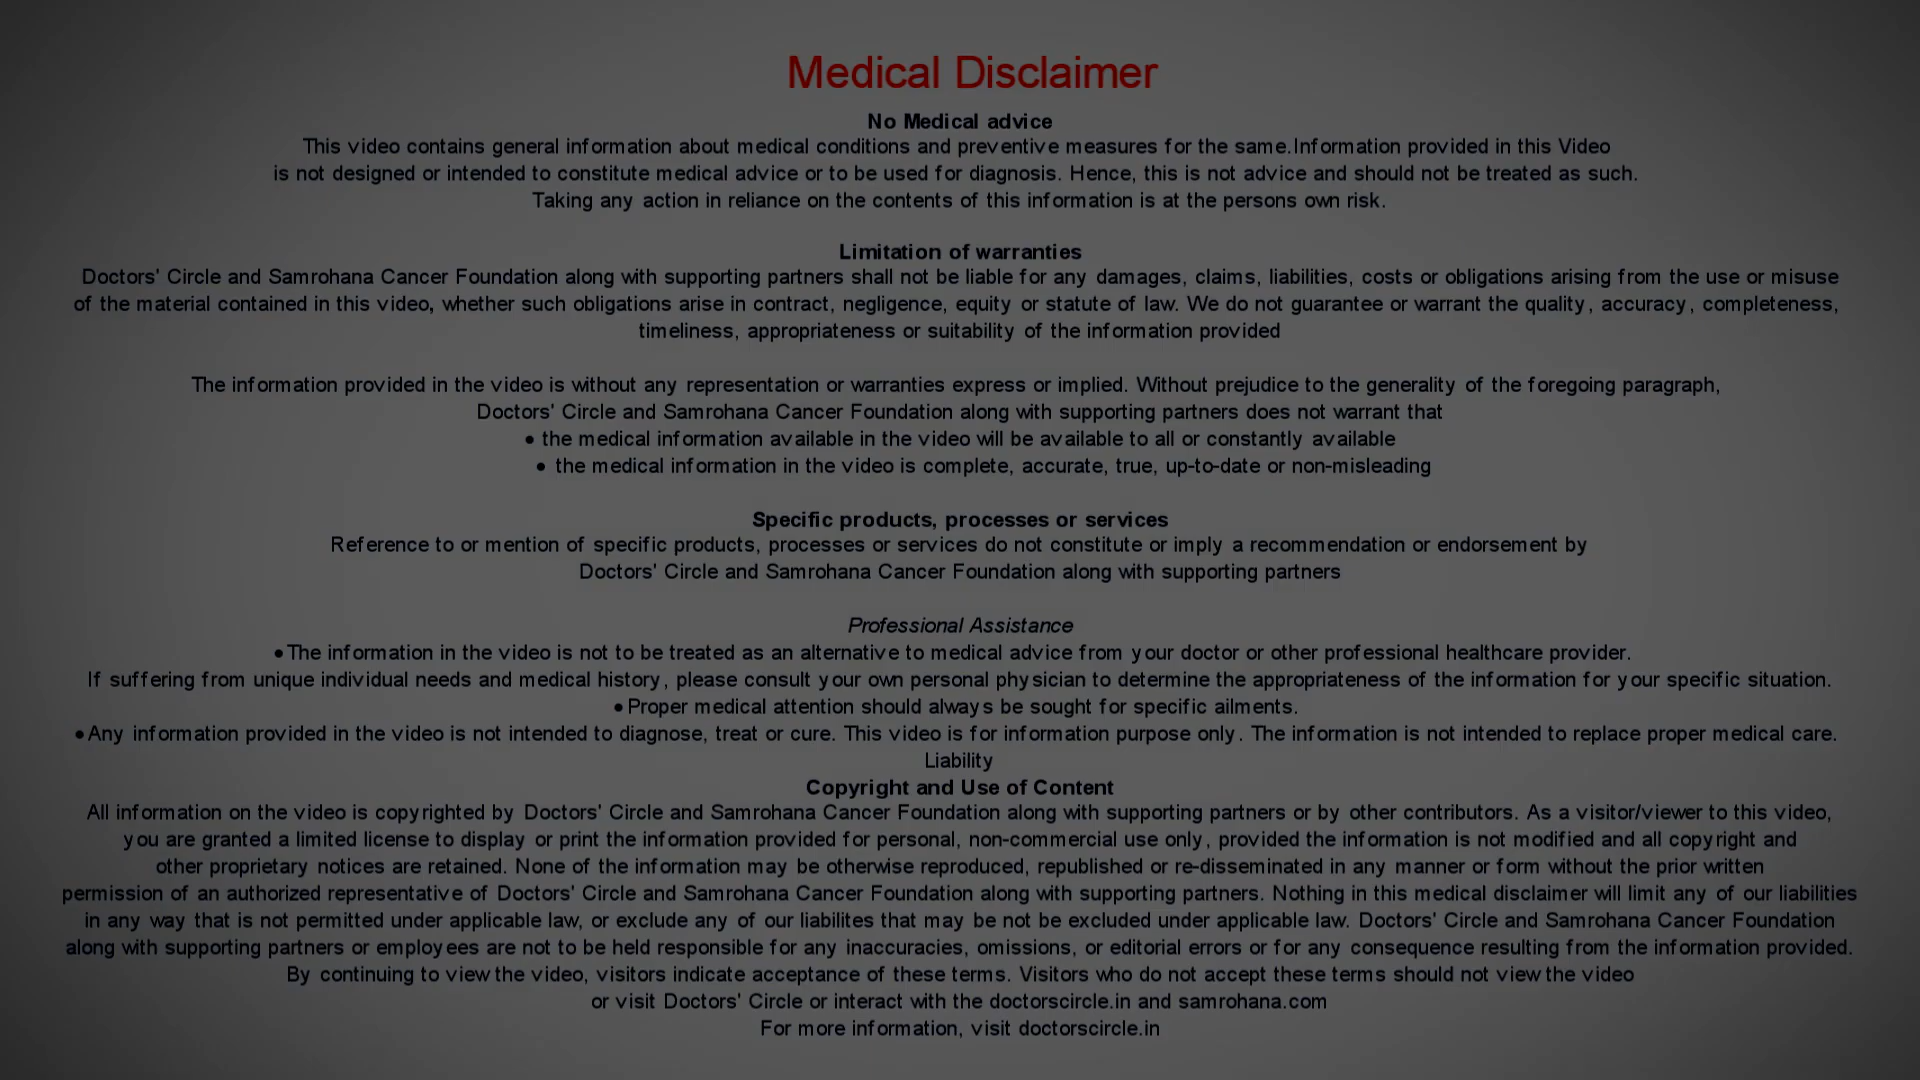 Medical Disclaimer
No Medical advice
This video contains general information about medical conditions and preventive measures for the same.Information provided in this Video
is not designed or intended to constitute medical advice or to be used for diagnosis. Hence, this is not advice and should not be treated as such.
Taking any action in reliance on the contents of this information is at the persons own risk.
Limitation of warranties
Doctors' Circle and Samrohana Cancer Foundation along with supporting partners shall not be liable for any damages, claims, liabilities, costs or obligations arising from the use or misuse
of the material contained in this video, whether such obligations arise in contract, negligence, equity or statute of law. We do not guarantee or warrant the quality, accuracy, completeness,
timeliness, appropriateness or suitability of the information provided
The information provided in the video is without any representation or warranties express or implied. Without prejudice to the generality of the foregoing paragraph,
Doctors' Circle and Samrohana Cancer Foundation along with supporting partners does not warrant that
• the medical information available in the video will be available to all or constantly available
• the medical information in the video is complete, accurate, true, up-to-date or non-misleading
Specific products, processes or services
Reference to or mention of specific products, processes or services do not constitute or imply a recommendation or endorsement by
Doctors' Circle and Samrohana Cancer Foundation along with supporting partners
Professional Assistance
•The information in the video is not to be treated as an alternative to medical advice from your doctor or other professional healthcare provider.
If suffering from unique individual needs and medical history, please consult your own personal physician to determine the appropriateness of the information for your specific situation.
•Proper medical attention should always be sought for specific ailments.
•Any information provided in the video is not intended to diagnose, treat or cure. This video is for information purpose only. The information is not intended to replace proper medical care.
Liability
Copyright and Use of Content
All information on the video is copyrighted by Doctors' Circle and Samrohana Cancer Foundation along with supporting partners or by other contributors. As a visitor/viewer to this video,
you are granted a limited license to display or print the information provided for personal, non-commercial use only, provided the information is not modified and all copyright and
other proprietary notices are retained. None of the information may be otherwise reproduced, republished or re-disseminated in any manner or form without the prior written
permission of an authorized representative of Doctors' Circle and Samrohana Cancer Foundation along with supporting partners. Nothing in this medical disclaimer will limit any of our liabilities
in any way that is not permitted under applicable law, or exclude any of our liabilites that may be not be excluded under applicable law. Doctors' Circle and Samrohana Cancer Foundation
along with supporting partners or employees are not to be held responsible for any inaccuracies, omissions, or editorial errors or for any consequence resulting from the information provided.
By continuing to view the video, visitors indicate acceptance of these terms. Visitors who do not accept these terms should not view the video
or visit Doctors' Circle or interact with the doctorscircle.in and samrohana.com
For more information, visit doctorscircle.in